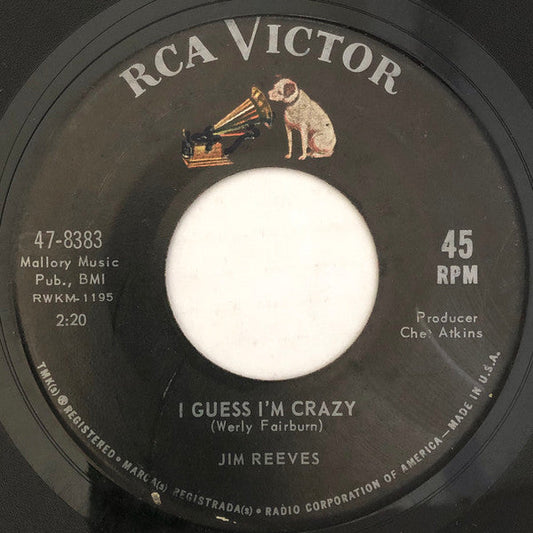 RCA VICTOR
47-8383
Mallory Music
Pub., BMI
RWKM-1195
2:20
45
RPM
Producer
Chet Atkins
I GUESS I'M CRAZY
(Werly Fairburn)
JIM REEVES
TMK(s) ® REGISTERED • MARCA(s) REGISTRADA(s) • RADIO CORPORATION OF AMERICA—MADE IN U.S.A.